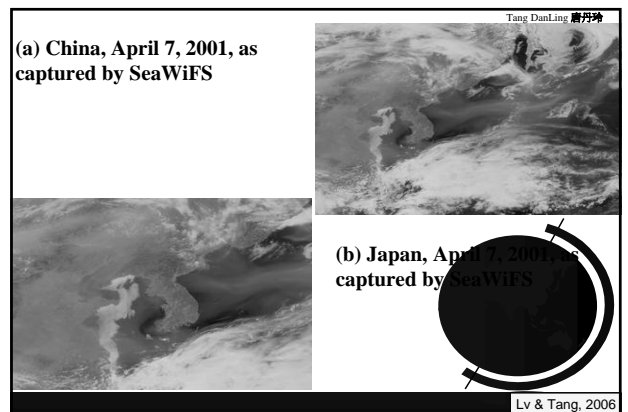 Tang DanLing 唐丹玲
(a) China, April 7, 2001, as
captured by SeaWiFS
(b) Japan, April 7, 2001, as
captured by SeaWiFS
Lv & Tang, 2006